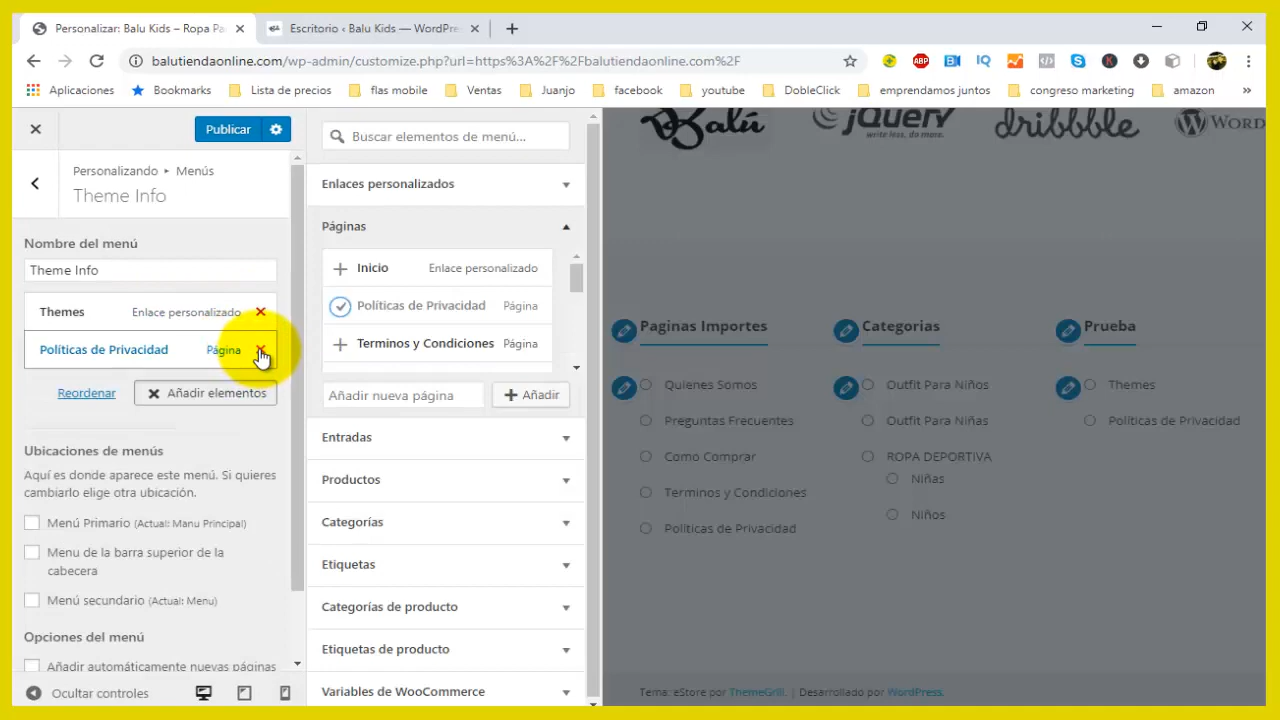 Personalizar: Balu Kids – Ropa Pa
Escritorio ‹ Balu Kids — WordPre
balutiendaonline.com/wp-admin/customize.php?url=https%3A%2F%2Fbalutiendaonline.com%2F
Aplicaciones
Bookmarks
Lista de precios
flas mobile
Ventas
Juanjo
facebook
youtube
DobleClick
emprendamos juntos
congreso marketing
amazon
»
Publicar
Personalizando ▸ Menús
Theme Info
Nombre del menú
Theme Info
Themes Enlace personalizado
Políticas de Privacidad Página
Reordenar
Añadir elementos
Ubicaciones de menús
Aquí es donde aparece este menú. Si quieres
cambiarlo elige otra ubicación.
Menú Primario (Actual: Manu Principal)
Menu de la barra superior de la
cabecera
Menú secundario (Actual: Menu)
Opciones del menú
Añadir automáticamente nuevas páginas
Ocultar controles
Buscar elementos de menú...
Enlaces personalizados
Páginas
Inicio Enlace personalizado
Políticas de Privacidad Página
Terminos y Condiciones Página
Añadir nueva página
Añadir
Entradas
Productos
Categorías
Etiquetas
Categorías de producto
Etiquetas de producto
Variables de WooCommerce
Balú
jQuery
write less, do more.
dribbble
WORD
Paginas Importes
Quienes Somos
Preguntas Frecuentes
Como Comprar
Terminos y Condiciones
Políticas de Privacidad
Categorias
Outfit Para Niños
Outfit Para Niñas
ROPA DEPORTIVA
Niñas
Niños
Prueba
Themes
Políticas de Privacidad
Tema: eStore por ThemeGrill. | Desarrollado por WordPress.